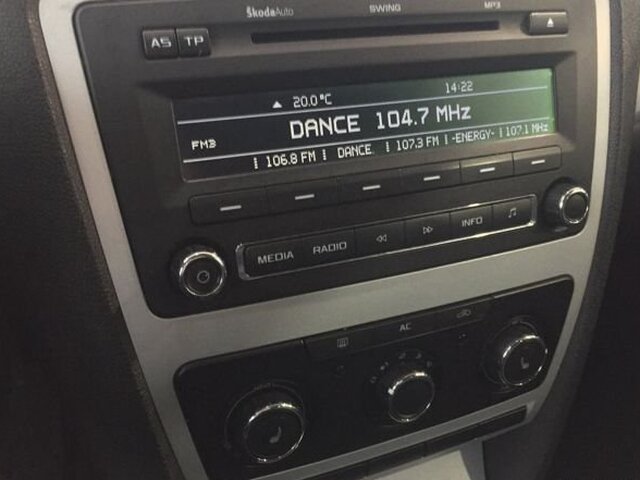 ŠkodaAuto SWING MP3
AS TP
20.0°C 14:22
DANCE 104.7 MHz
FM3
| 106.8 FM | DANCE. | 107.3 FM | -ENERGY- | 107.1 MHz
MEDIA RADIO INFO
AC